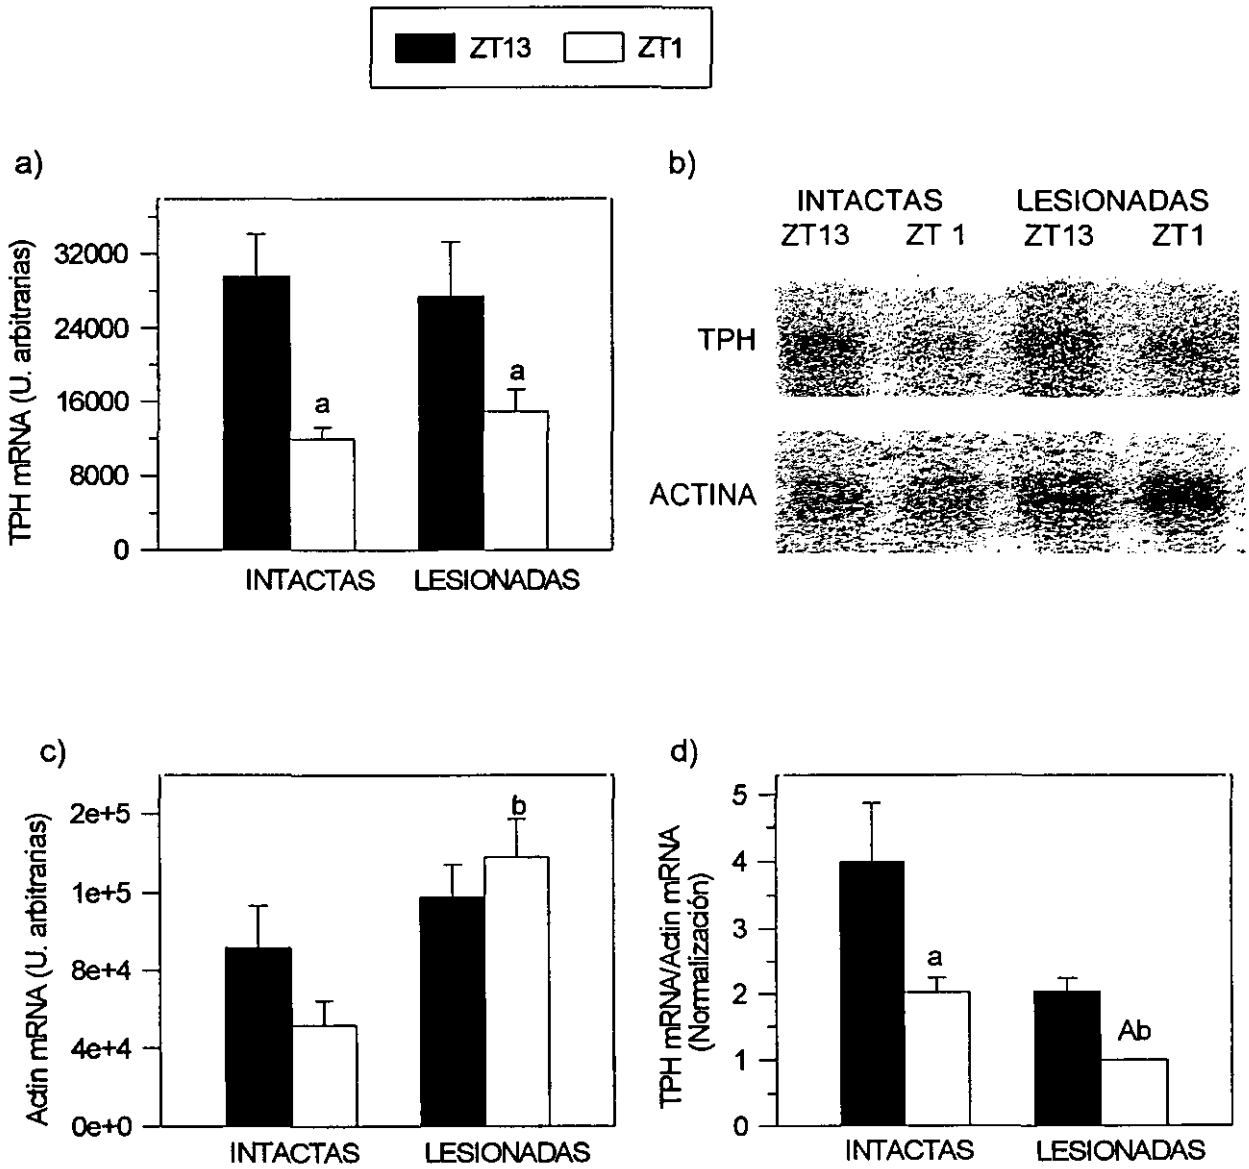 ZT13 ZT1
a)
TPH mRNA (U. arbitrarias)
32000
24000
16000
8000
0
a
a
INTACTAS LESIONADAS
b)
INTACTAS LESIONADAS
ZT13 ZT 1 ZT13 ZT1
TPH
ACTINA
c)
Actin mRNA (U. arbitrarias)
2e+5
1e+5
8e+4
4e+4
0e+0
b
INTACTAS LESIONADAS
d)
TPH mRNA/Actin mRNA
(Normalización)
5
4
3
2
1
0
a
Ab
INTACTAS LESIONADAS